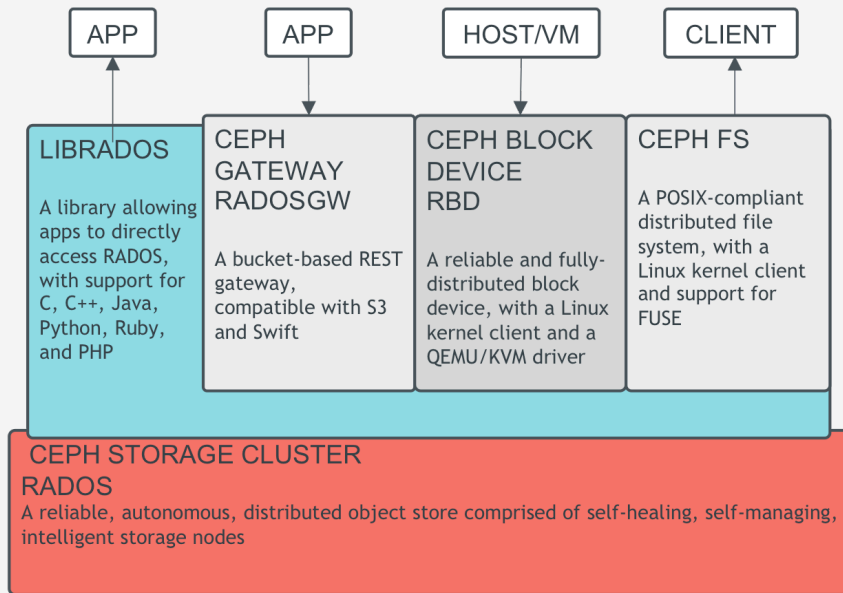 APP
APP
HOST/VM
CLIENT
LIBRADOS
A library allowing
apps to directly
access RADOS,
with support for
C, C++, Java,
Python, Ruby,
and PHP
CEPH
GATEWAY
RADOSGW
A bucket-based REST
gateway,
compatible with S3
and Swift
CEPH BLOCK
DEVICE
RBD
A reliable and fully-
distributed block
device, with a Linux
kernel client and a
QEMU/KVM driver
CEPH FS
A POSIX-compliant
distributed file
system, with a
Linux kernel client
and support for
FUSE
CEPH STORAGE CLUSTER
RADOS
A reliable, autonomous, distributed object store comprised of self-healing, self-managing,
intelligent storage nodes